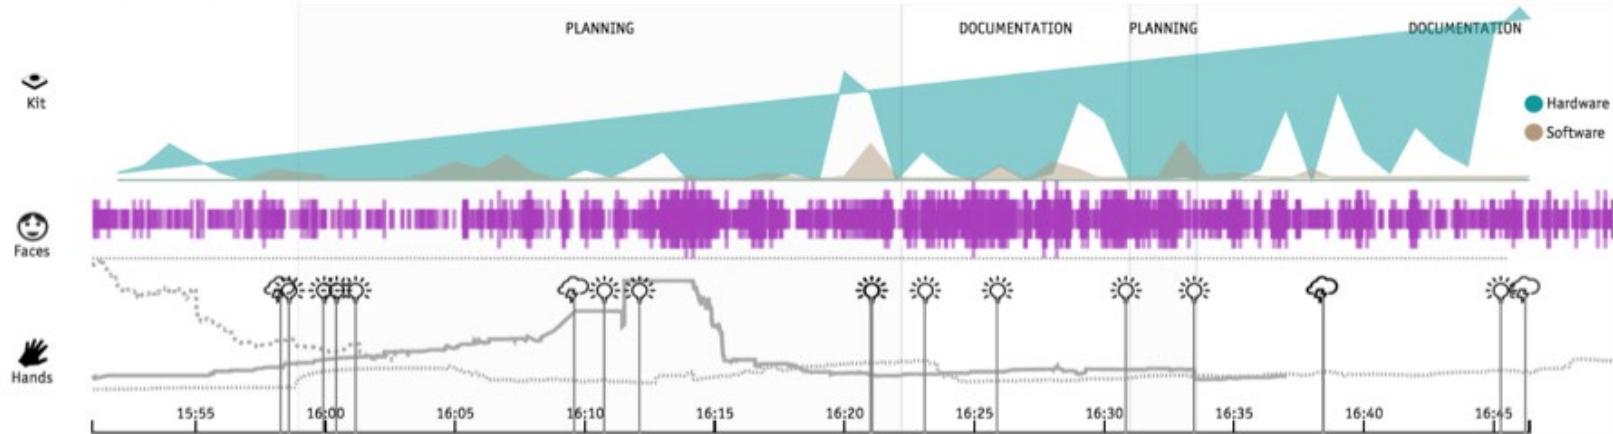 PLANNING DOCUMENTATION PLANNING DOCUMENTATION
Kit
Hardware
Software
Faces
Hands
15:55 16:00 16:05 16:10 16:15 16:20 16:25 16:30 16:35 16:40 16:45